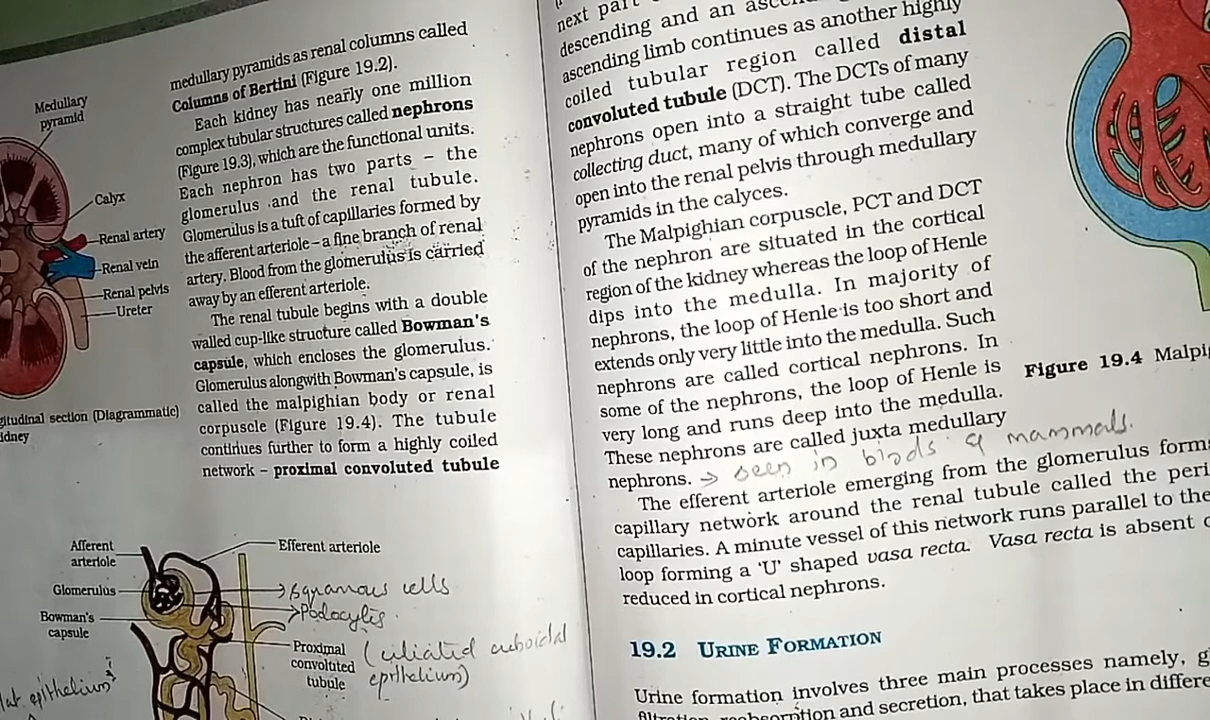 Medullary
pyramid
Calyx
Renal artery
Renal vein
Renal pelvis
Ureter
section (Diagrammatic)
medullary pyramids as renal columns called
Columns of Bertini (Figure 19.2).
Each kidney has nearly one million
complex tubular structures called nephrons
(Figure 19.3), which are the functional units.
Each nephron has two parts – the
glomerulus and the renal tubule.
Glomerulus is a tuft of capillaries formed by
the afferent arteriole – a fine branch of renal
artery. Blood from the glomerulus is carried
away by an efferent arteriole.
The renal tubule begins with a double
walled cup-like structure called Bowman's
capsule, which encloses the glomerulus.
Glomerulus alongwith Bowman's capsule, is
called the malpighian body or renal
corpuscle (Figure 19.4). The tubule
continues further to form a highly coiled
network – proximal convoluted tubule
Afferent
arteriole
Efferent arteriole
Glomerulus
→ squamous cells
Bowman's
capsule
→ Podocytes.
Proximal
convoluted
tubule
(ciliated cuboidal
epithelium)
epithelium
next part
descending and an
ascending limb continues as another highly
coiled tubular region called distal
convoluted tubule (DCT). The DCTs of many
nephrons open into a straight tube called
collecting duct, many of which converge and
open into the renal pelvis through medullary
pyramids in the calyces.
The Malpighian corpuscle, PCT and DCT
of the nephron are situated in the cortical
region of the kidney whereas the loop of Henle
dips into the medulla. In majority of
nephrons, the loop of Henle is too short and
extends only very little into the medulla. Such
nephrons are called cortical nephrons. In
some of the nephrons, the loop of Henle is
very long and runs deep into the medulla.
These nephrons are called juxta medullary
nephrons. → seen in birds & mammals.
The efferent arteriole emerging from the glomerulus form
capillary network around the renal tubule called the peri
capillaries. A minute vessel of this network runs parallel to the
loop forming a 'U' shaped vasa recta. Vasa recta is absent
reduced in cortical nephrons.
19.2 URINE FORMATION
Urine formation involves three main processes namely,
reabsorption and secretion, that takes place in
Figure 19.4